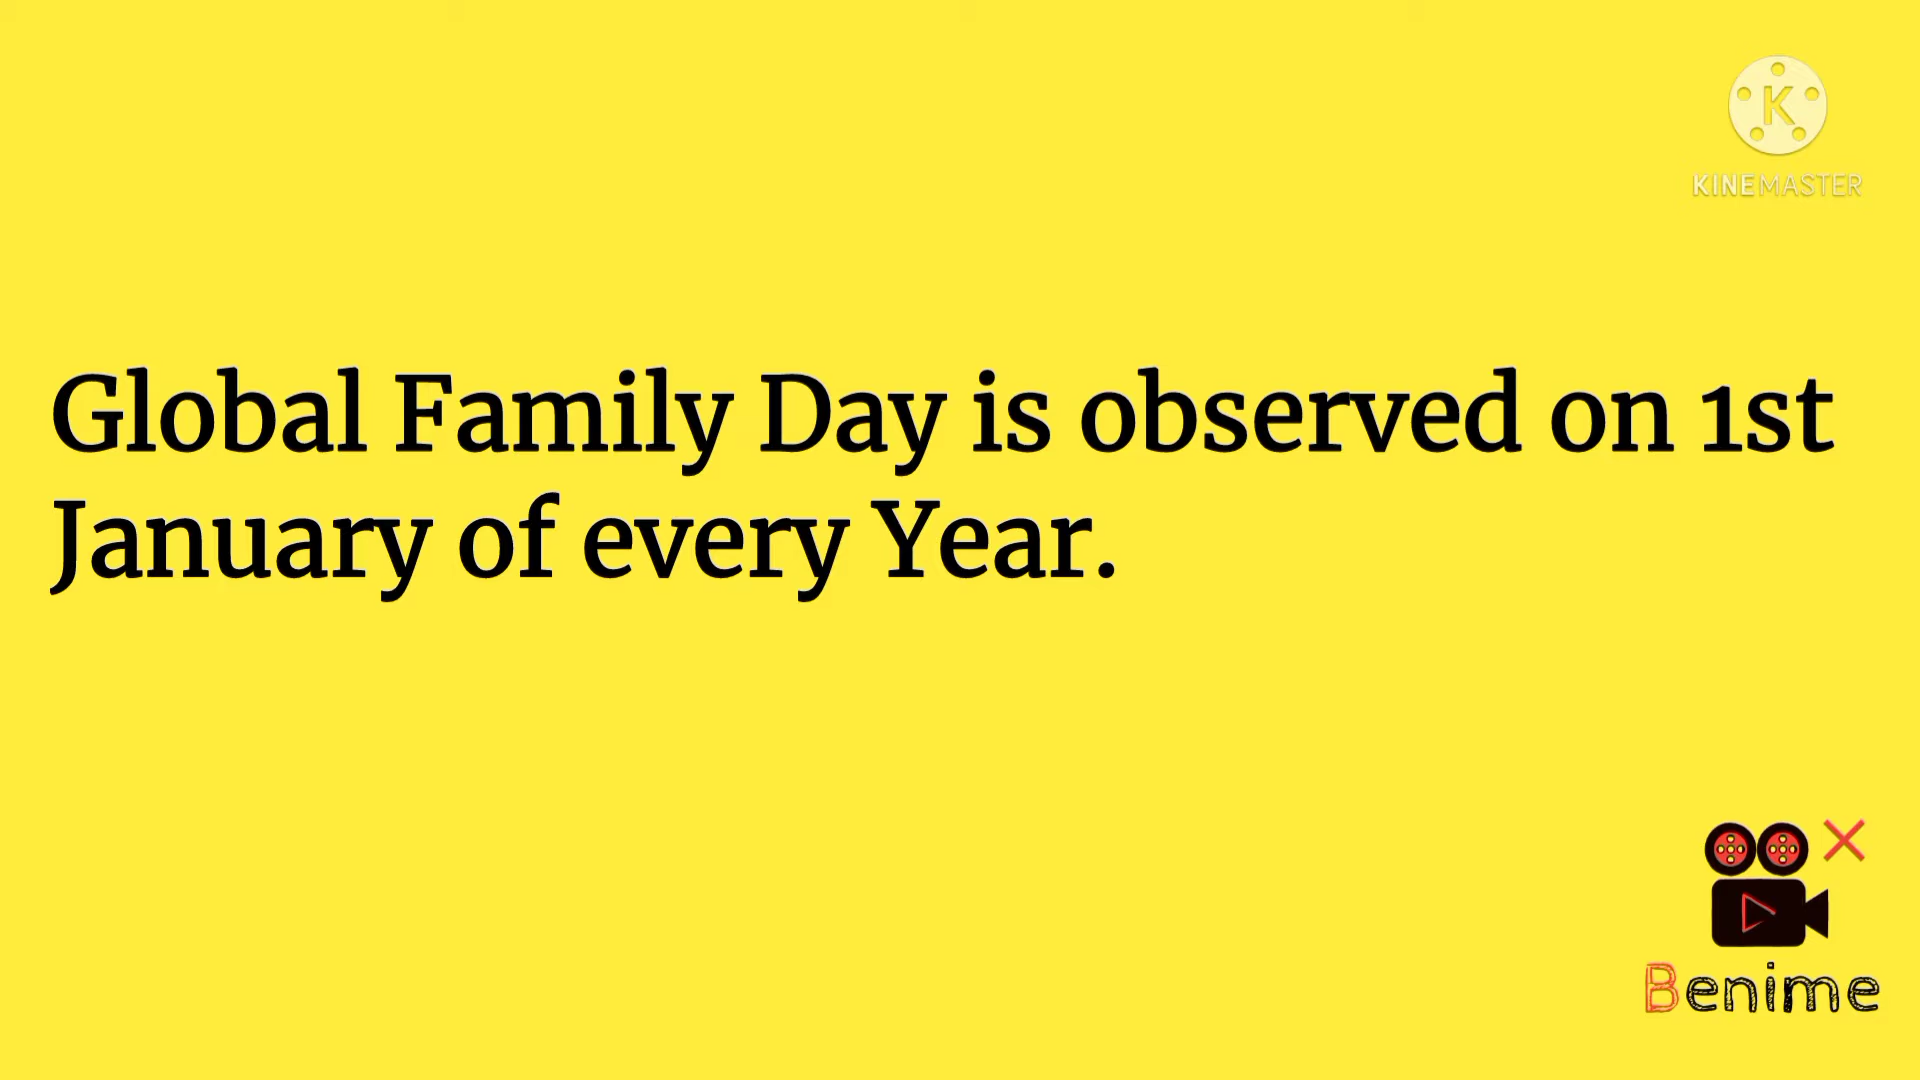 K
KINEMASTER
Global Family Day is observed on 1st
January of every Year.
Benime